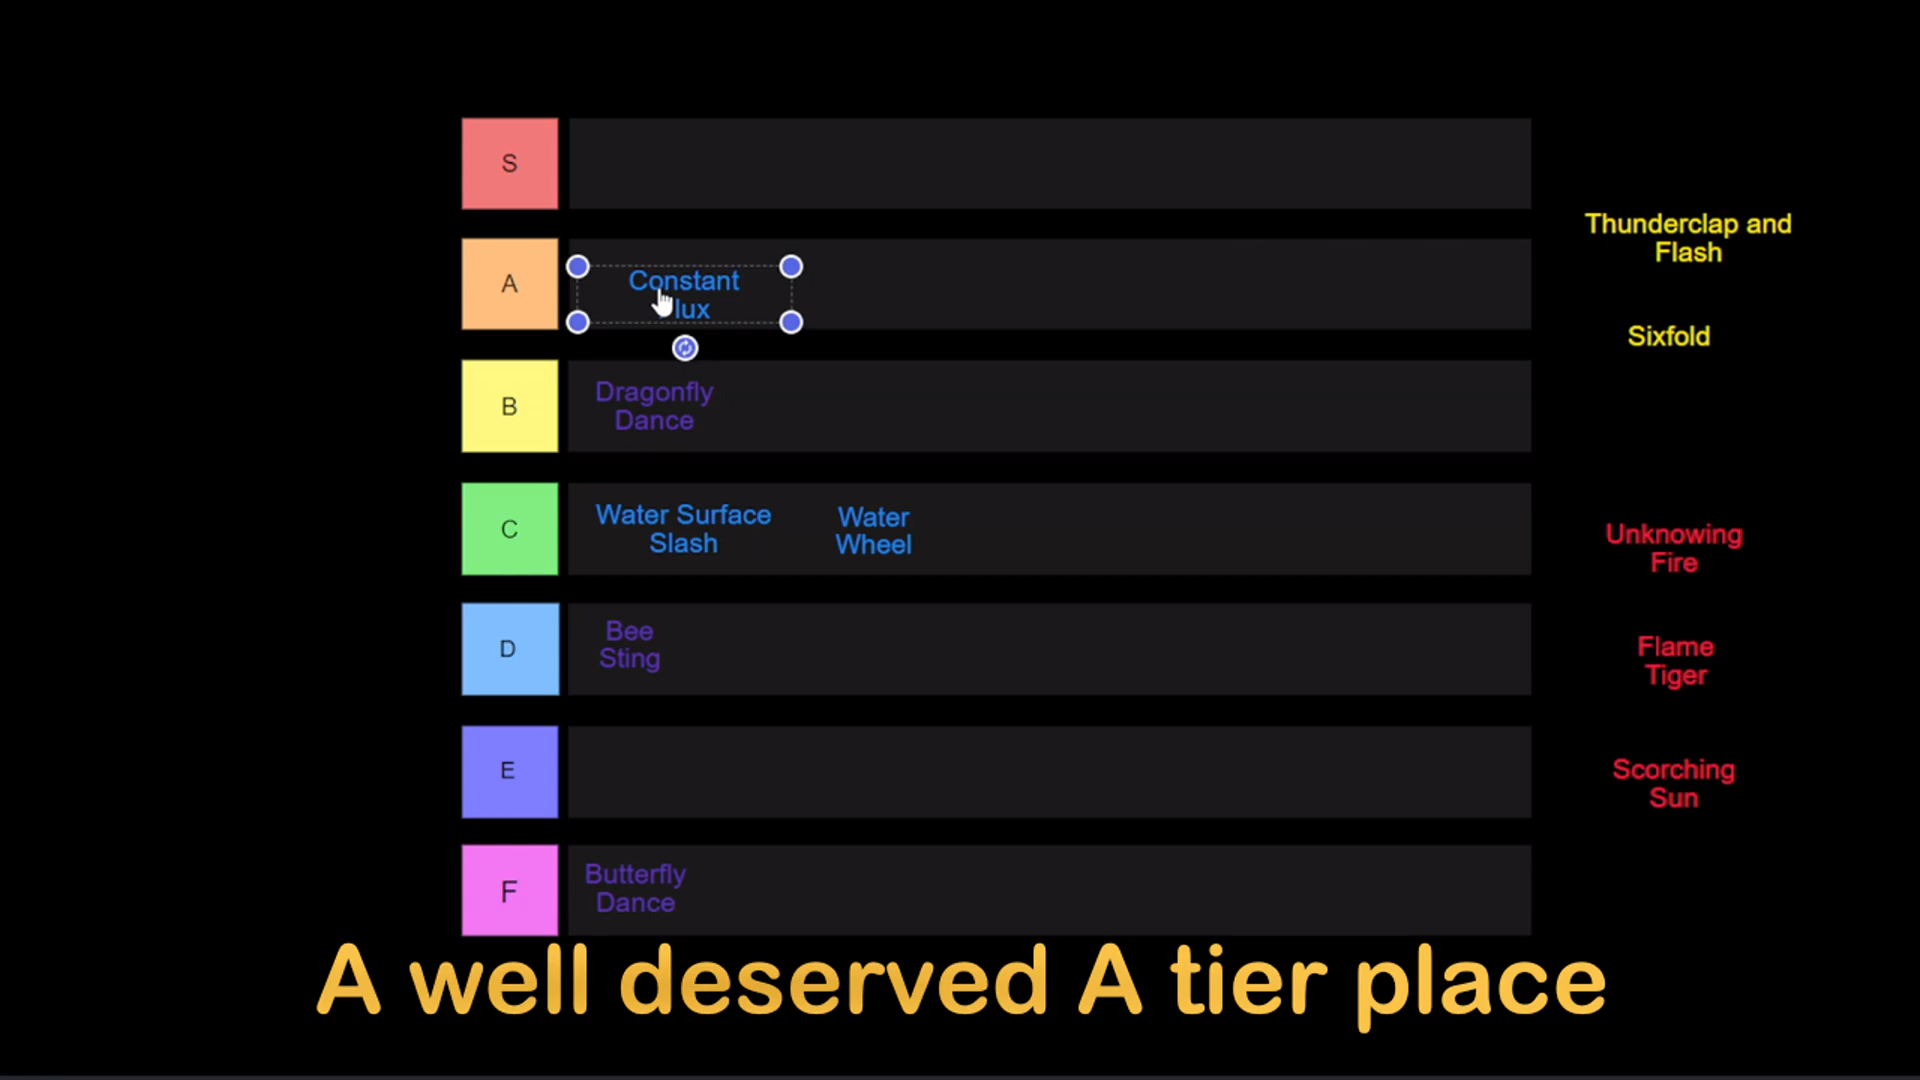 S
Thunderclap and
Flash
A
Constant
lux
Sixfold
B
Dragonfly
Dance
C
Water Surface
Slash
Water
Wheel
Unknowing
Fire
D
Bee
Sting
Flame
Tiger
E
Scorching
Sun
F
Butterfly
Dance
A well deserved A tier place